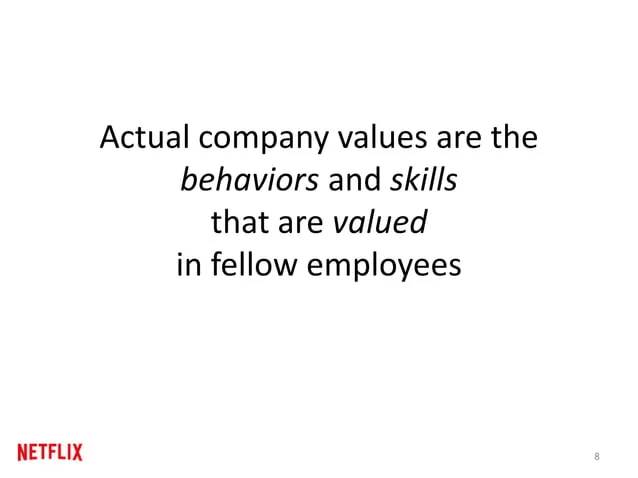 Actual company values are the
behaviors and skills
that are valued
in fellow employees
NETFLIX
8